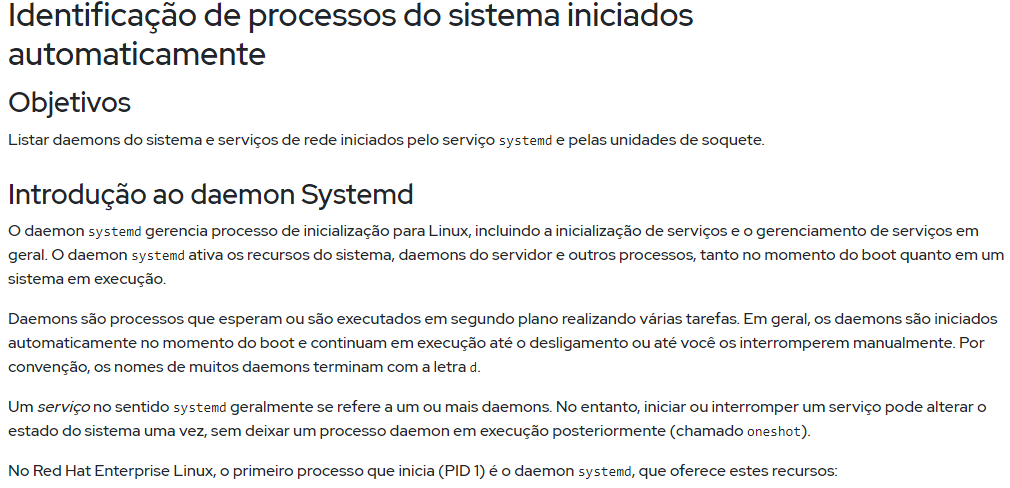 Identificação de processos do sistema iniciados
automaticamente
Objetivos
Listar daemons do sistema e serviços de rede iniciados pelo serviço systemd e pelas unidades de soquete.
Introdução ao daemon Systemd
O daemon systemd gerencia processo de inicialização para Linux, incluindo a inicialização de serviços e o gerenciamento de serviços em
geral. O daemon systemd ativa os recursos do sistema, daemons do servidor e outros processos, tanto no momento do boot quanto em um
sistema em execução.
Daemons são processos que esperam ou são executados em segundo plano realizando várias tarefas. Em geral, os daemons são iniciados
automaticamente no momento do boot e continuam em execução até o desligamento ou até você os interromperem manualmente. Por
convenção, os nomes de muitos daemons terminam com a letra d.
Um serviço no sentido systemd geralmente se refere a um ou mais daemons. No entanto, iniciar ou interromper um serviço pode alterar o
estado do sistema uma vez, sem deixar um processo daemon em execução posteriormente (chamado oneshot).
No Red Hat Enterprise Linux, o primeiro processo que inicia (PID 1) é o daemon systemd, que oferece estes recursos: